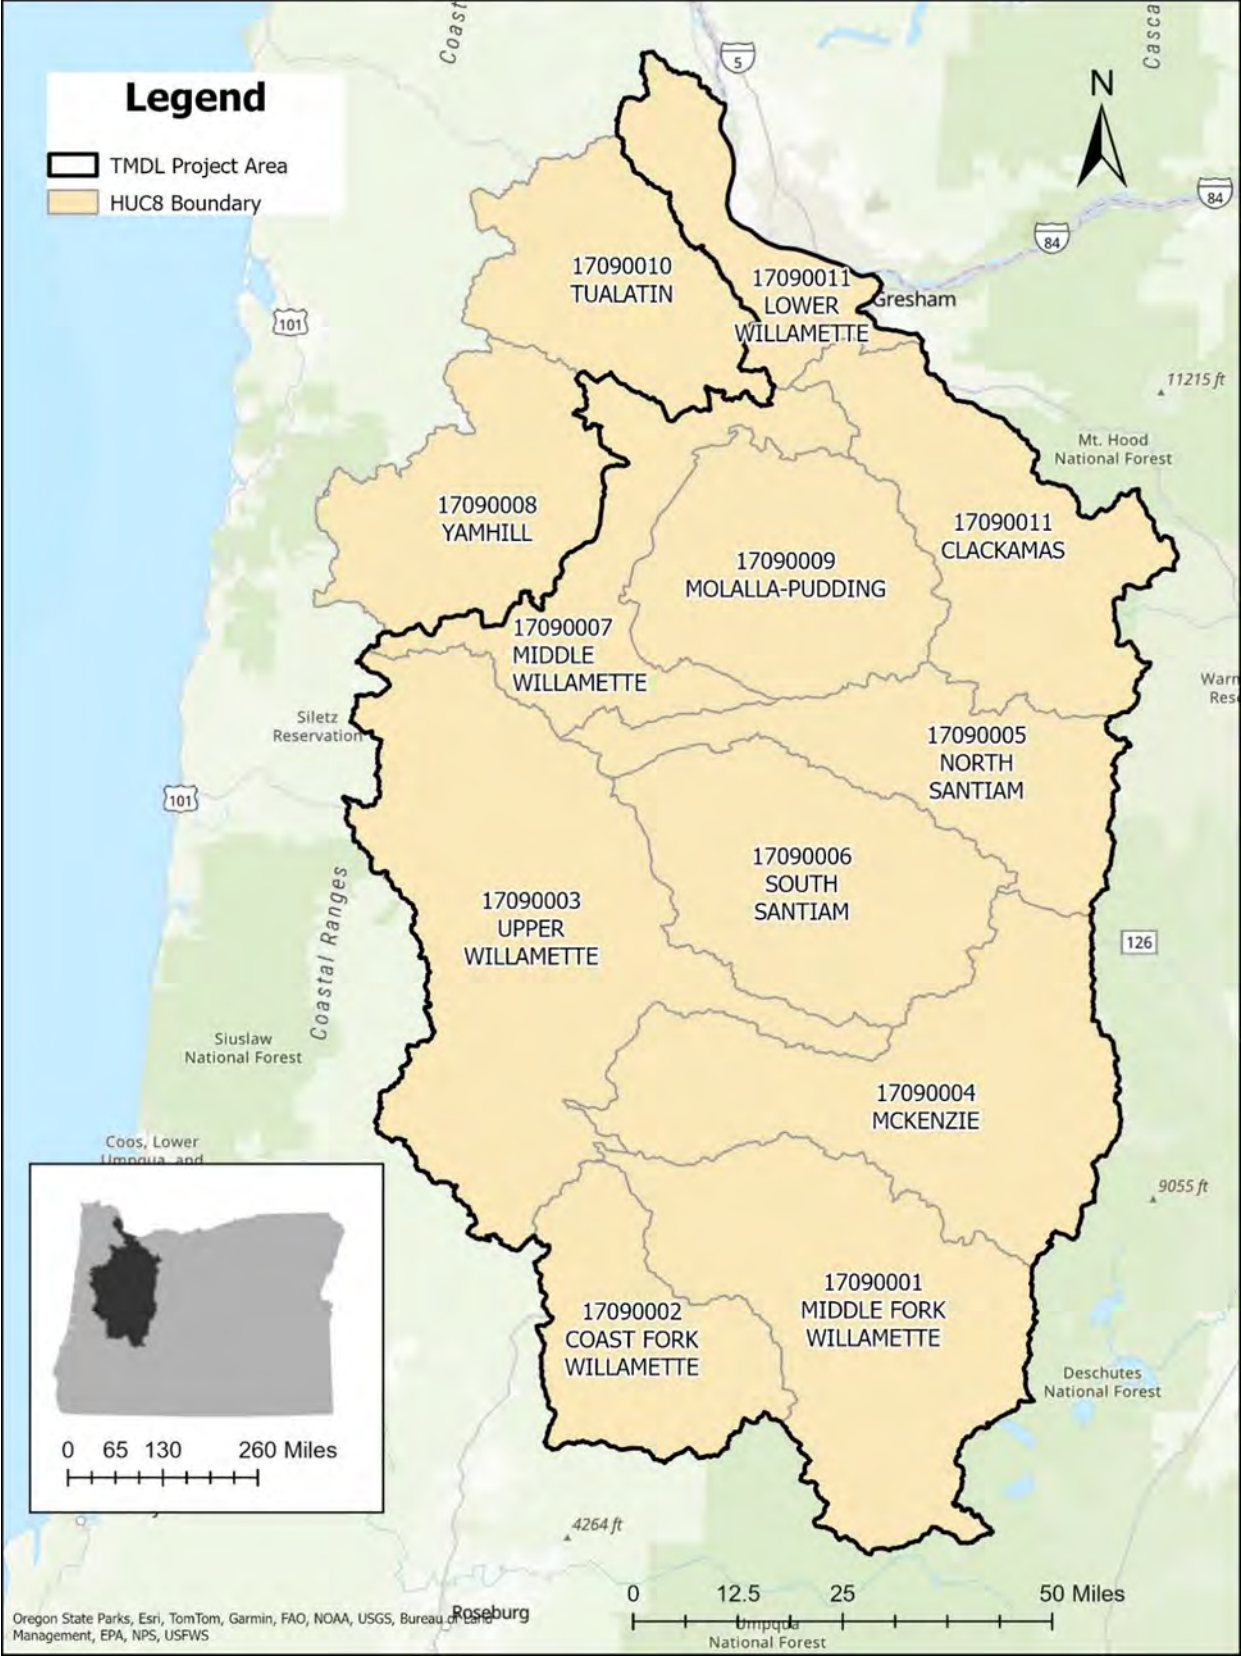 Coast
Casca
5
N
Legend
TMDL Project Area
HUC8 Boundary
84
84
17090010
TUALATIN
17090011
LOWER
WILLAMETTE
Gresham
101
11215 ft
Mt. Hood
National Forest
17090008
YAMHILL
17090011
CLACKAMAS
17090009
MOLALLA-PUDDING
17090007
MIDDLE
WILLAMETTE
Warm
Rese
Siletz
Reservation
17090005
NORTH
SANTIAM
101
17090006
SOUTH
SANTIAM
17090003
UPPER
WILLAMETTE
126
Coastal Ranges
Siuslaw
National Forest
17090004
MCKENZIE
Coos, Lower
Umpqua, and
9055 ft
17090001
MIDDLE FORK
WILLAMETTE
17090002
COAST FORK
WILLAMETTE
Deschutes
National Forest
0 65 130 260 Miles
4264 ft
0 12.5 25 50 Miles
Roseburg
Oregon State Parks, Esri, TomTom, Garmin, FAO, NOAA, USGS, Bureau of Land
Management, EPA, NPS, USFWS
Umpqua
National Forest